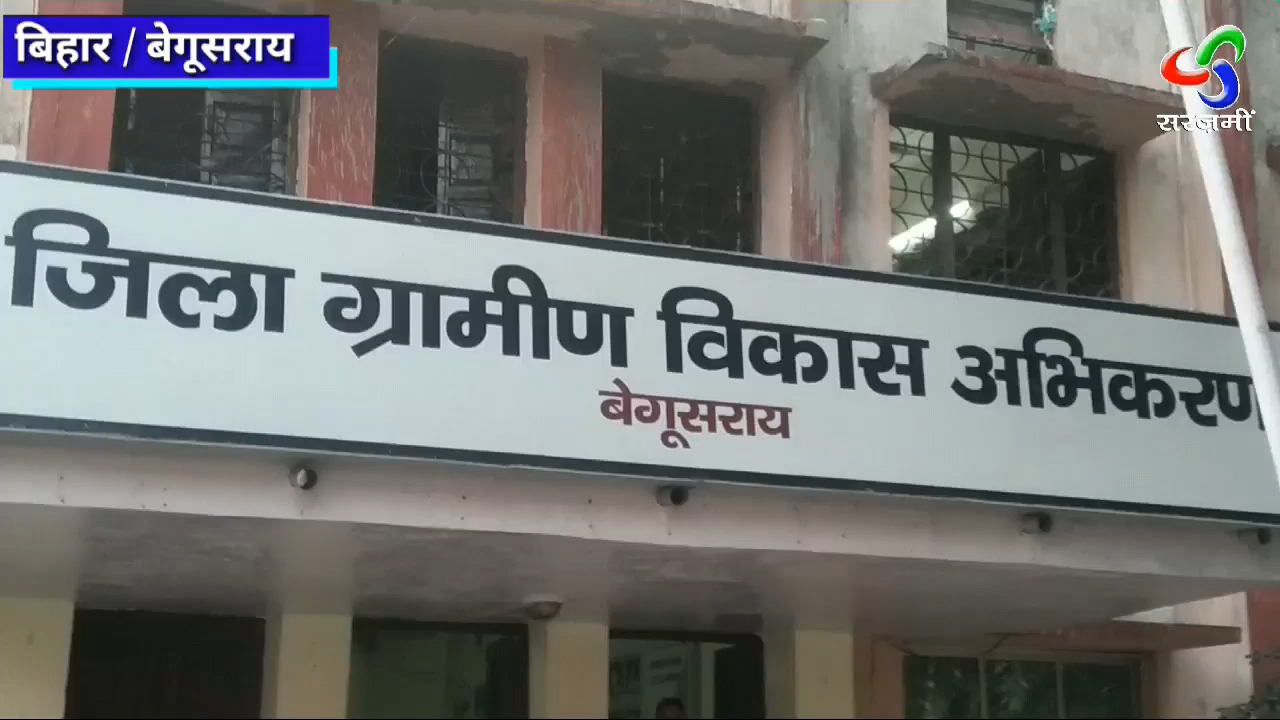 बिहार / बेगूसराय
सरज़मीं
जिला ग्रामीण विकास अभिकरण
बेगूसराय